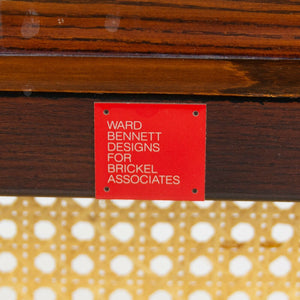 WARD
BENNETT
DESIGNS
FOR
BRICKEL
ASSOCIATES